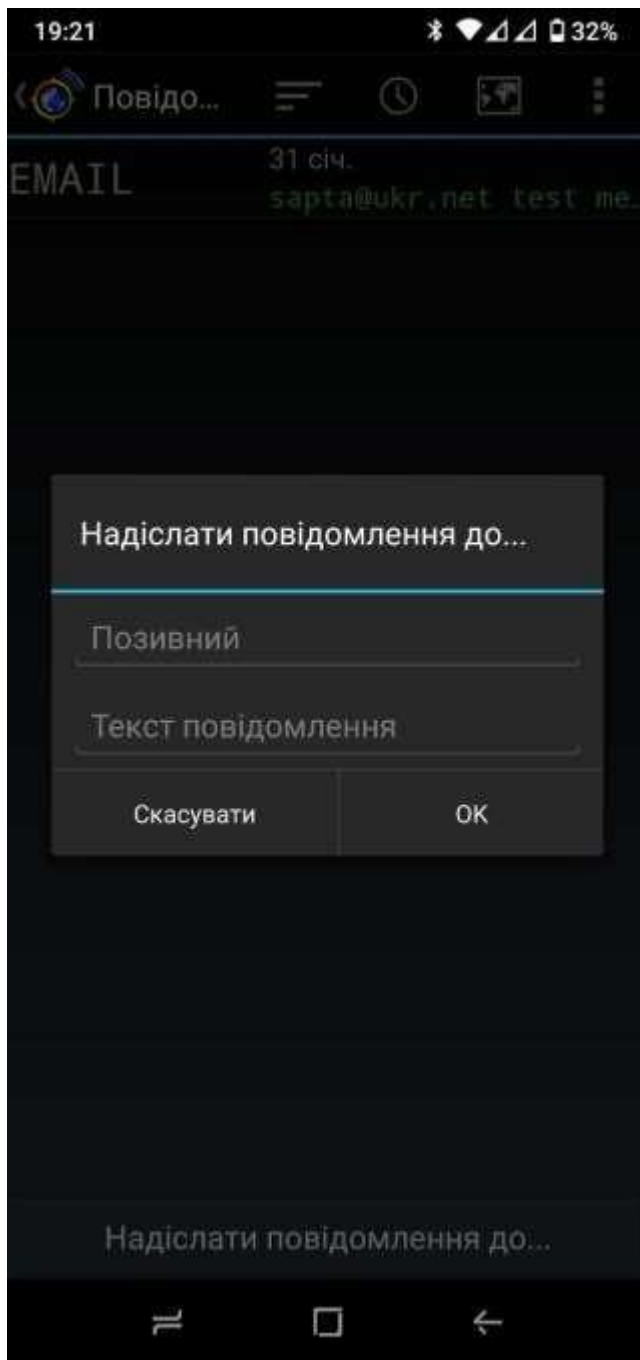 19:21 32%
Повідо...
EMAIL
31 січ.
sapta@ukr.net test me…
Надіслати повідомлення до...
Позивний
Текст повідомлення
Скасувати OK
Надіслати повідомлення до...